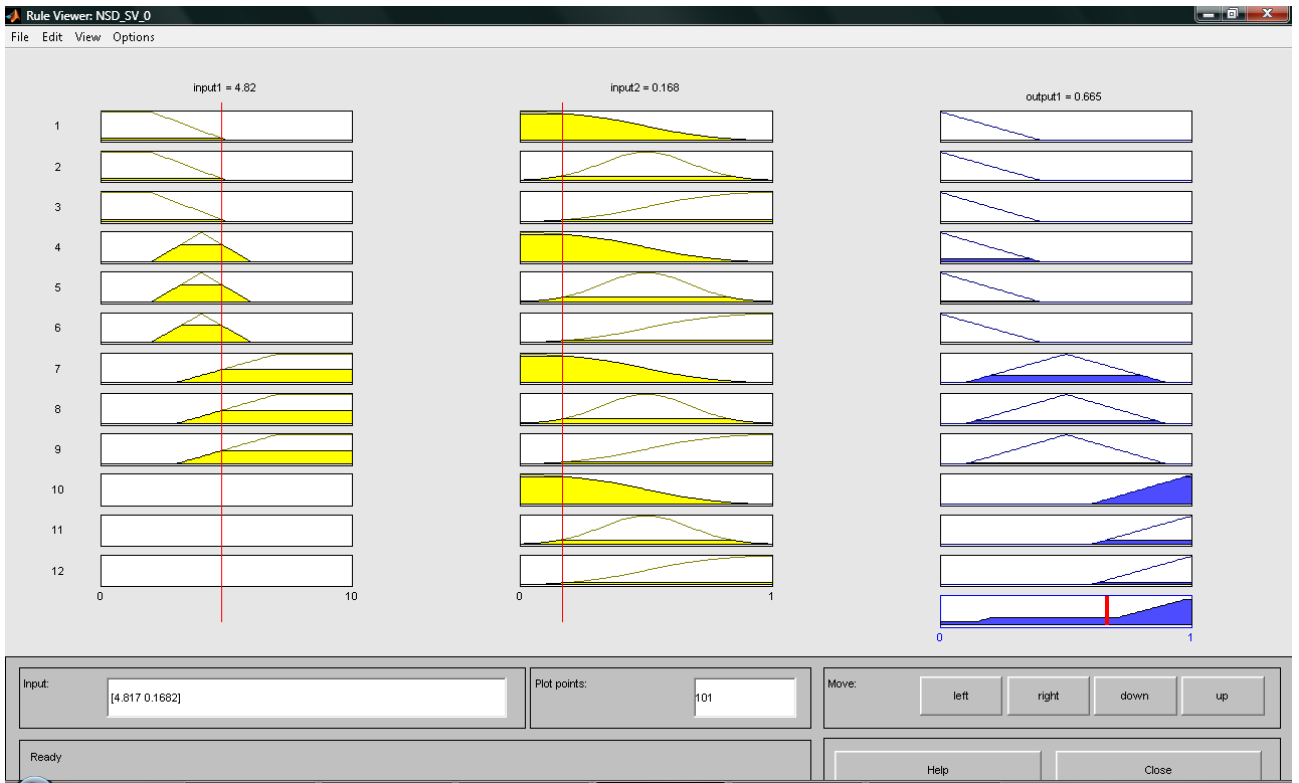 Rule Viewer: NSD_SV_0
File Edit View Options
input1 = 4.82 input2 = 0.168 output1 = 0.665
1
2
3
4
5
6
7
8
9
10
11
12
0 10 0 1
0 1
Input: [4.817 0.1682] Plot points: 101 Move: left right down up
Ready Help Close